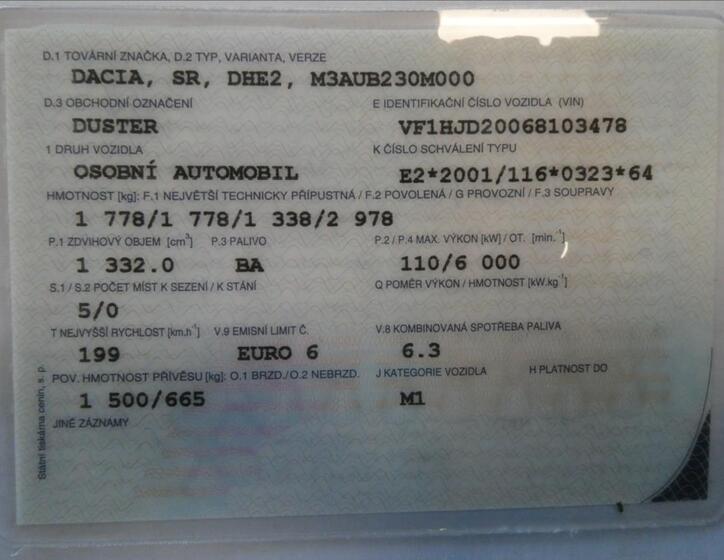 D.1 TOVÁRNÍ ZNAČKA, D.2 TYP, VARIANTA, VERZE
DACIA, SR, DHE2, M3AUB230M000
D.3 OBCHODNÍ OZNAČENÍ E IDENTIFIKAČNÍ ČÍSLO VOZIDLA (VIN)
DUSTER VF1HJD20068103478
1 DRUH VOZIDLA K ČÍSLO SCHVÁLENÍ TYPU
OSOBNÍ AUTOMOBIL E2*2001/116*0323*64
HMOTNOST [kg]: F.1 NEJVĚTŠÍ TECHNICKY PŘÍPUSTNÁ / F.2 POVOLENÁ / G PROVOZNÍ / F.3 SOUPRAVY
1 778/1 778/1 338/2 978
P.1 ZDVIHOVÝ OBJEM [cm³] P.3 PALIVO P.2 / P.4 MAX. VÝKON [kW] / OT. [min.⁻¹]
1 332.0 BA 110/6 000
S.1 / S.2 POČET MÍST K SEZENÍ / K STÁNÍ Q POMĚR VÝKON / HMOTNOST [kW.kg⁻¹]
5/0
T NEJVYŠŠÍ RYCHLOST [km.h⁻¹] V.9 EMISNÍ LIMIT Č. V.8 KOMBINOVANÁ SPOTŘEBA PALIVA
199 EURO 6 6.3
POV. HMOTNOST PŘÍVĚSU [kg]: O.1 BRZD./O.2 NEBRZD. J KATEGORIE VOZIDLA H PLATNOST DO
1 500/665 M1
JINÉ ZÁZNAMY
Státní tiskárna cenin, s. p.